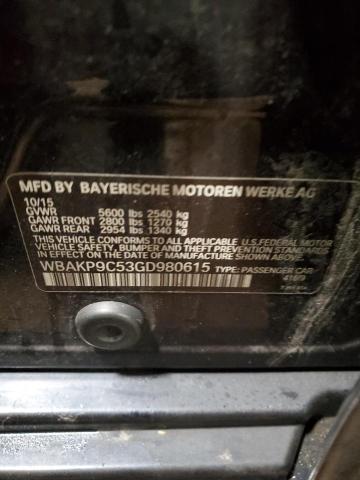 MFD BY BAYERISCHE MOTOREN WERKE AG
10/15
GVWR 5600 lbs 2540 kg
GAWR FRONT 2800 lbs 1270 kg
GAWR REAR 2954 lbs 1340 kg
THIS VEHICLE CONFORMS TO ALL APPLICABLE U.S. FEDERAL MOTOR
VEHICLE SAFETY, BUMPER AND THEFT PREVENTION STANDARDS
IN EFFECT ON THE DATE OF MANUFACTURE SHOWN ABOVE.
WBAKP9C53GD980615 TYPE: PASSENGER CAR